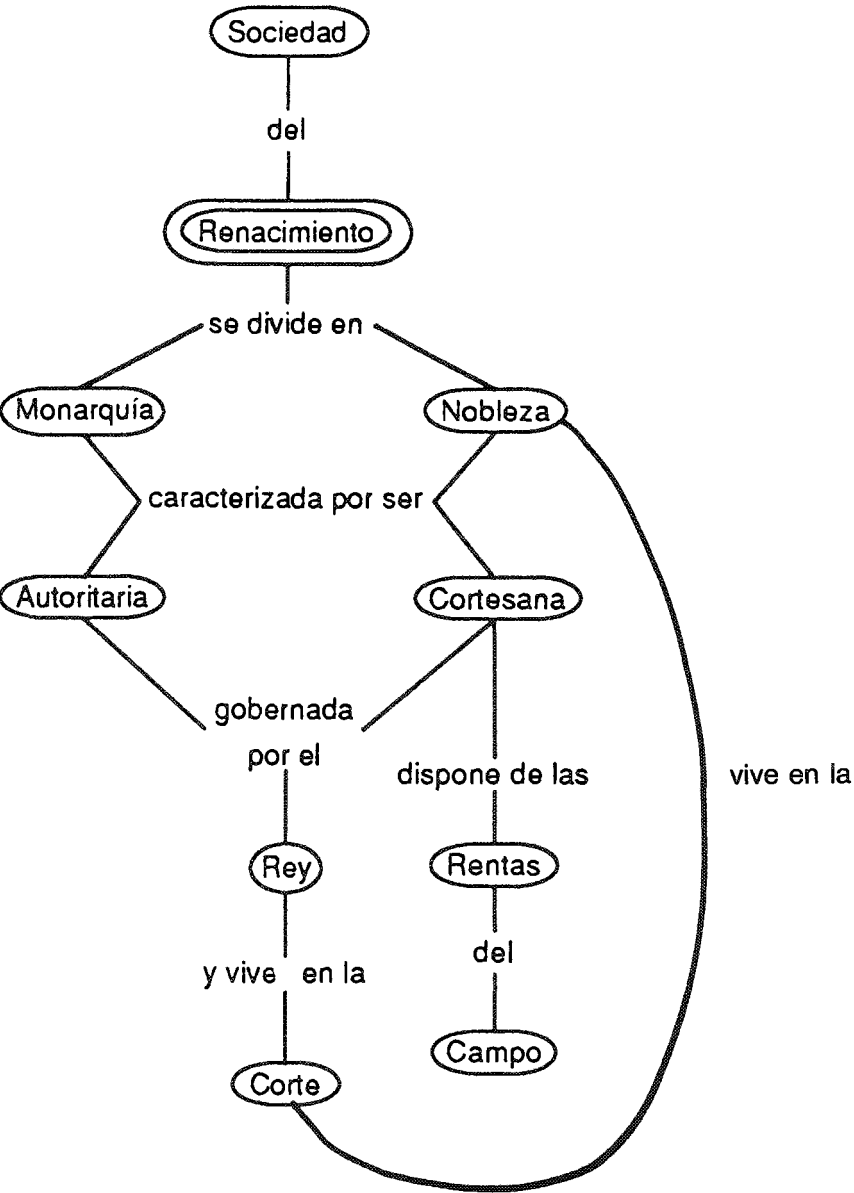 Sociedad
del
Renacimiento
se divide en
Monarquía
Nobleza
caracterizada por ser
Autoritaria
Cortesana
gobernada
por el
dispone de las
vive en la
Rey
Rentas
del
y vive en la
Campo
Corte